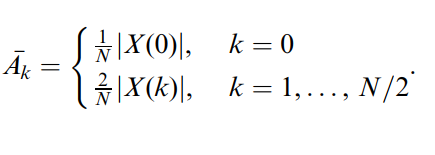 Ā_k = { 1/N |X(0)|, k = 0
2/N |X(k)|, k = 1, ..., N/2 .